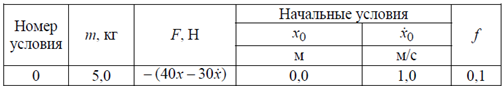 Номер условия m, кг F, Н Начальные условия f
x₀ ẋ₀
м м/с
0 5,0 −(40x − 30ẋ) 0,0 1,0 0,1